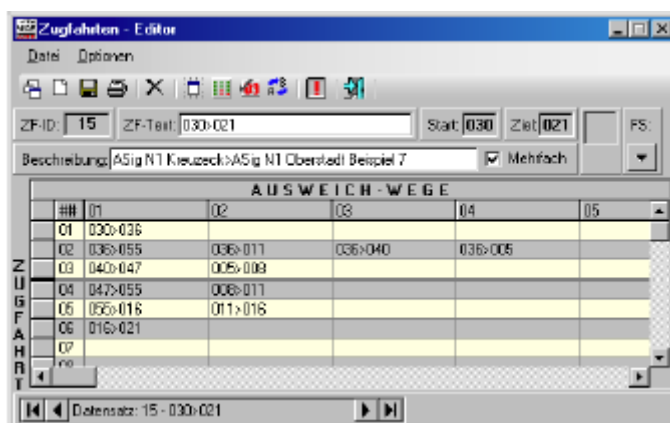 Zugfahrten - Editor
Datei Optionen
ZF-ID: 15 ZF-Text: 030>021 Start: 030 Ziel: 021 FS:
Beschreibung: ASig N1 Kreuzeck>ASig N1 Oberstadt Beispiel 7 Mehrfach
AUSWEICH-WEGE
## 01 02 03 04 05
01 030>036
02 036>055 036>011 036>040 036>005
03 040>047 005>008
04 047>055 008>011
05 055>016 011>016
06 016>021
07
08
ZUGFAHRT
Datensatz: 15 - 030>021